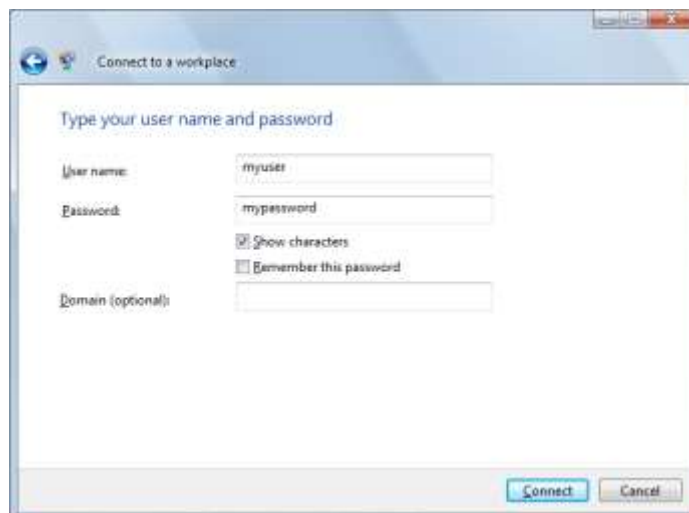 Connect to a workplace
Type your user name and password
User name: myuser
Password: mypassword
Show characters
Remember this password
Domain (optional):
Connect Cancel